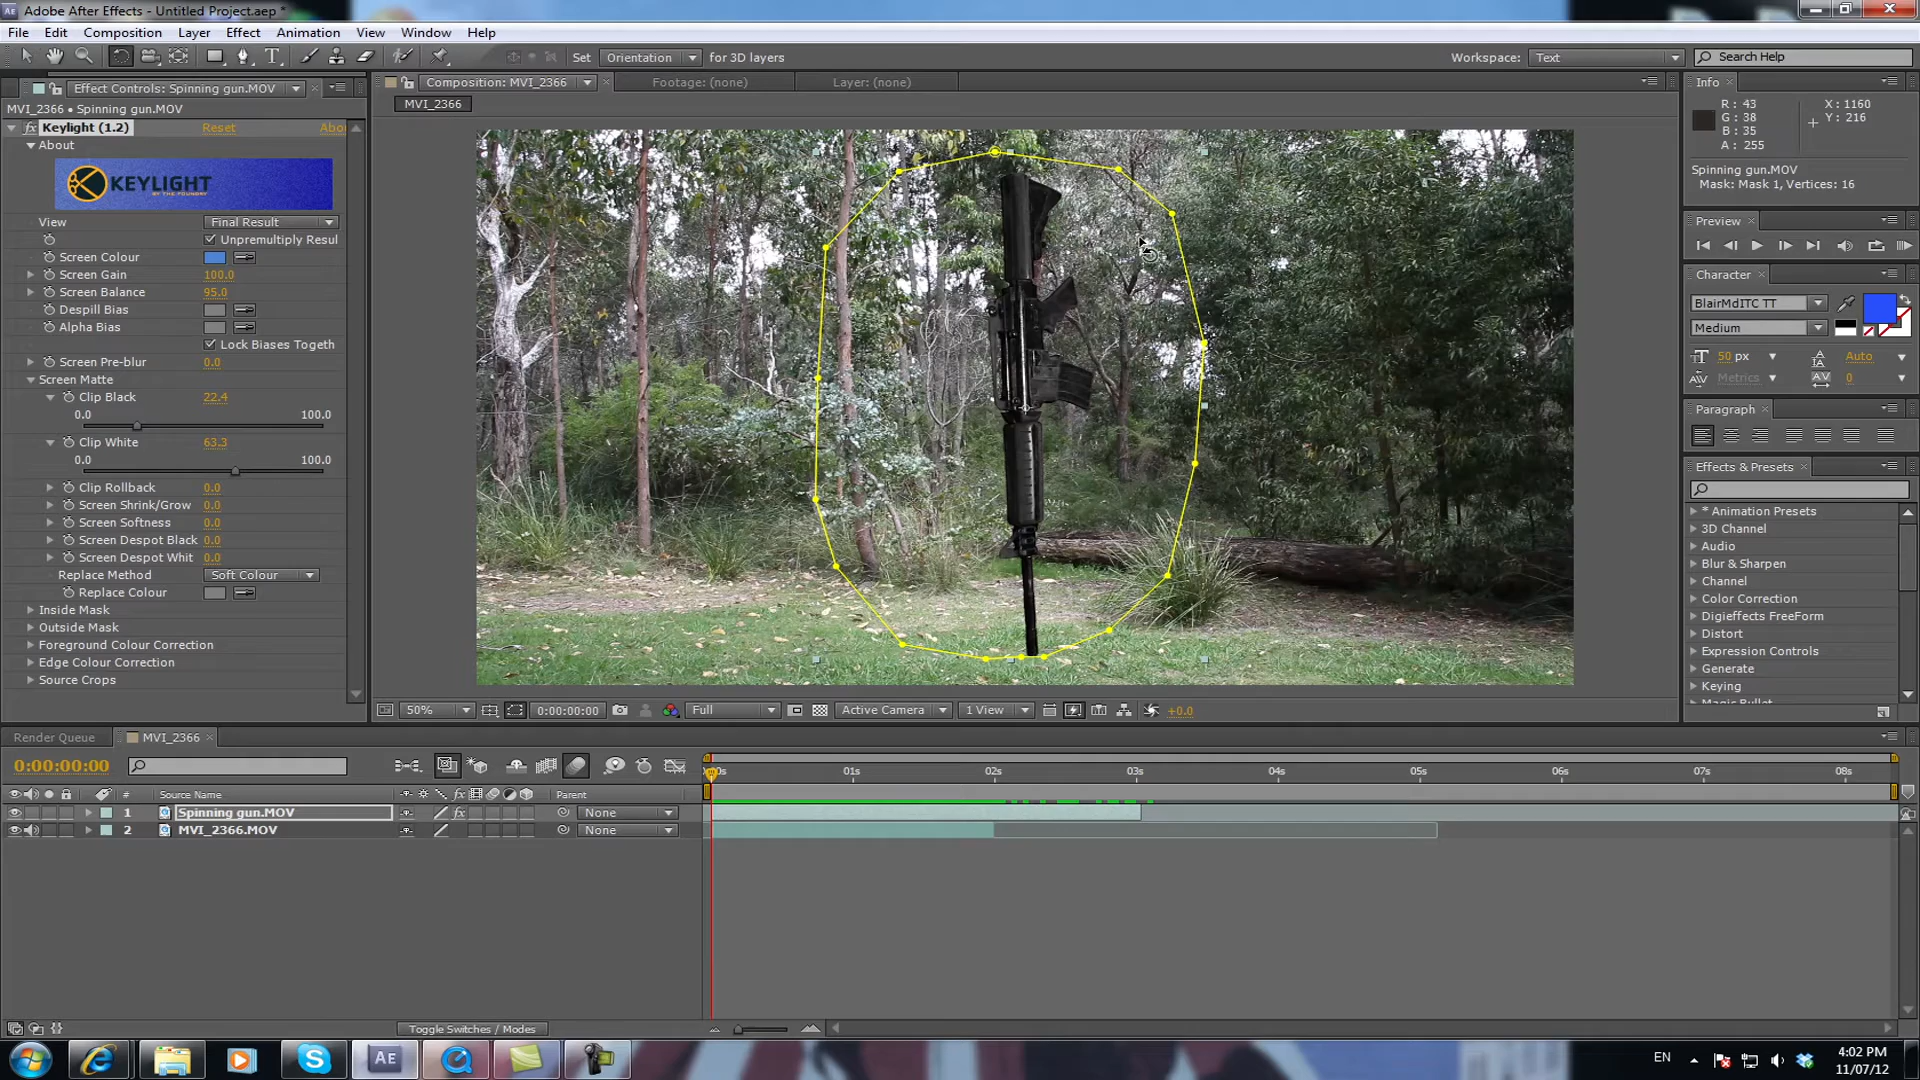 Adobe After Effects - Untitled Project.aep *
File Edit Composition Layer Effect Animation View Window Help
Set Orientation for 3D layers
Workspace: Text
Search Help
Effect Controls: Spinning gun.MOV
MVI_2366 • Spinning gun.MOV
Keylight (1.2) Reset Abou
About
KEYLIGHT
BY THE FOUNDRY
View Final Result
Unpremultiply Resul
Screen Colour
Screen Gain 100.0
Screen Balance 95.0
Despill Bias
Alpha Bias
Lock Biases Togeth
Screen Pre-blur 0.0
Screen Matte
Clip Black 22.4
0.0 100.0
Clip White 63.3
0.0 100.0
Clip Rollback 0.0
Screen Shrink/Grow 0.0
Screen Softness 0.0
Screen Despot Black 0.0
Screen Despot Whit 0.0
Replace Method Soft Colour
Replace Colour
Inside Mask
Outside Mask
Foreground Colour Correction
Edge Colour Correction
Source Crops
Composition: MVI_2366
Footage: (none)
Layer: (none)
MVI_2366
50% 0:00:00:00 Full Active Camera 1 View +0.0
Info
R : 43
G : 38
B : 35
A : 255
X : 1160
Y : 216
Spinning gun.MOV
Mask: Mask 1, Vertices: 16
Preview
Character
BlairMdITC TT
Medium
50 px Auto
Metrics 0
Paragraph
Effects & Presets
* Animation Presets
3D Channel
Audio
Blur & Sharpen
Channel
Color Correction
Digieffects FreeForm
Distort
Expression Controls
Generate
Keying
Magic Bullet
Render Queue MVI_2366
0:00:00:00
# Source Name Parent
1 Spinning gun.MOV None
2 MVI_2366.MOV None
01s 02s 03s 04s 05s 06s 07s 08s
Toggle Switches / Modes
EN
4:02 PM
11/07/12